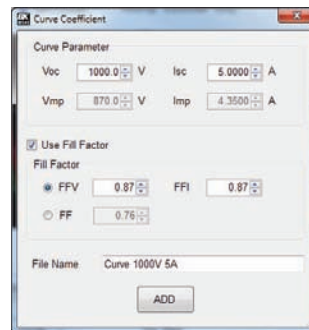 Curve Coefficient
Curve Parameter
Voc 1000.0 V Isc 5.0000 A
Vmp 870.0 V Imp 4.3500 A
Use Fill Factor
Fill Factor
FFV 0.87 FFI 0.87
FF 0.76
File Name Curve 1000V 5A
ADD